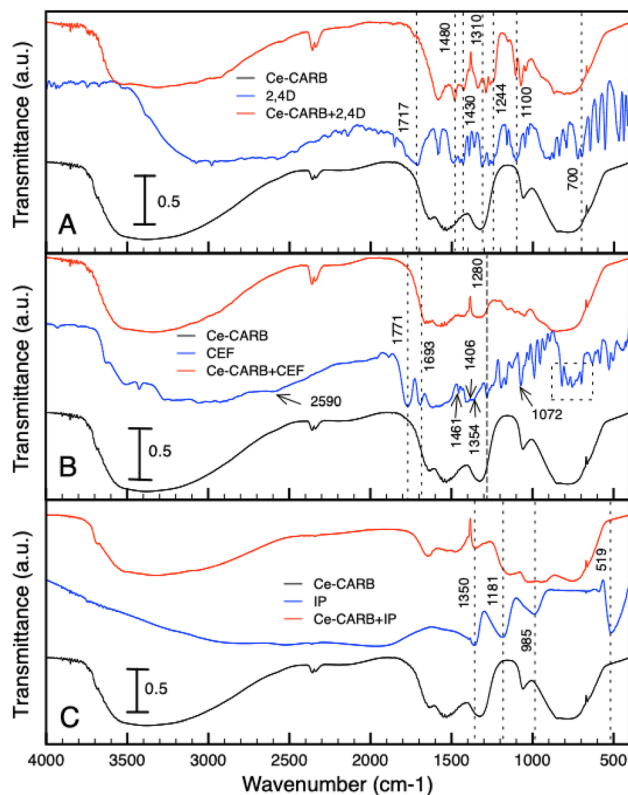 Transmittance (a.u.)
1480
1310
Ce-CARB
2,4D
Ce-CARB+2,4D
1717
1430
1244
1100
700
0.5
A
Transmittance (a.u.)
1280
Ce-CARB
CEF
Ce-CARB+CEF
1771
1693
1406
2590
1461
1354
1072
0.5
B
Transmittance (a.u.)
519
Ce-CARB
IP
Ce-CARB+IP
1350
1181
985
0.5
C
4000 3500 3000 2500 2000 1500 1000 500
Wavenumber (cm-1)